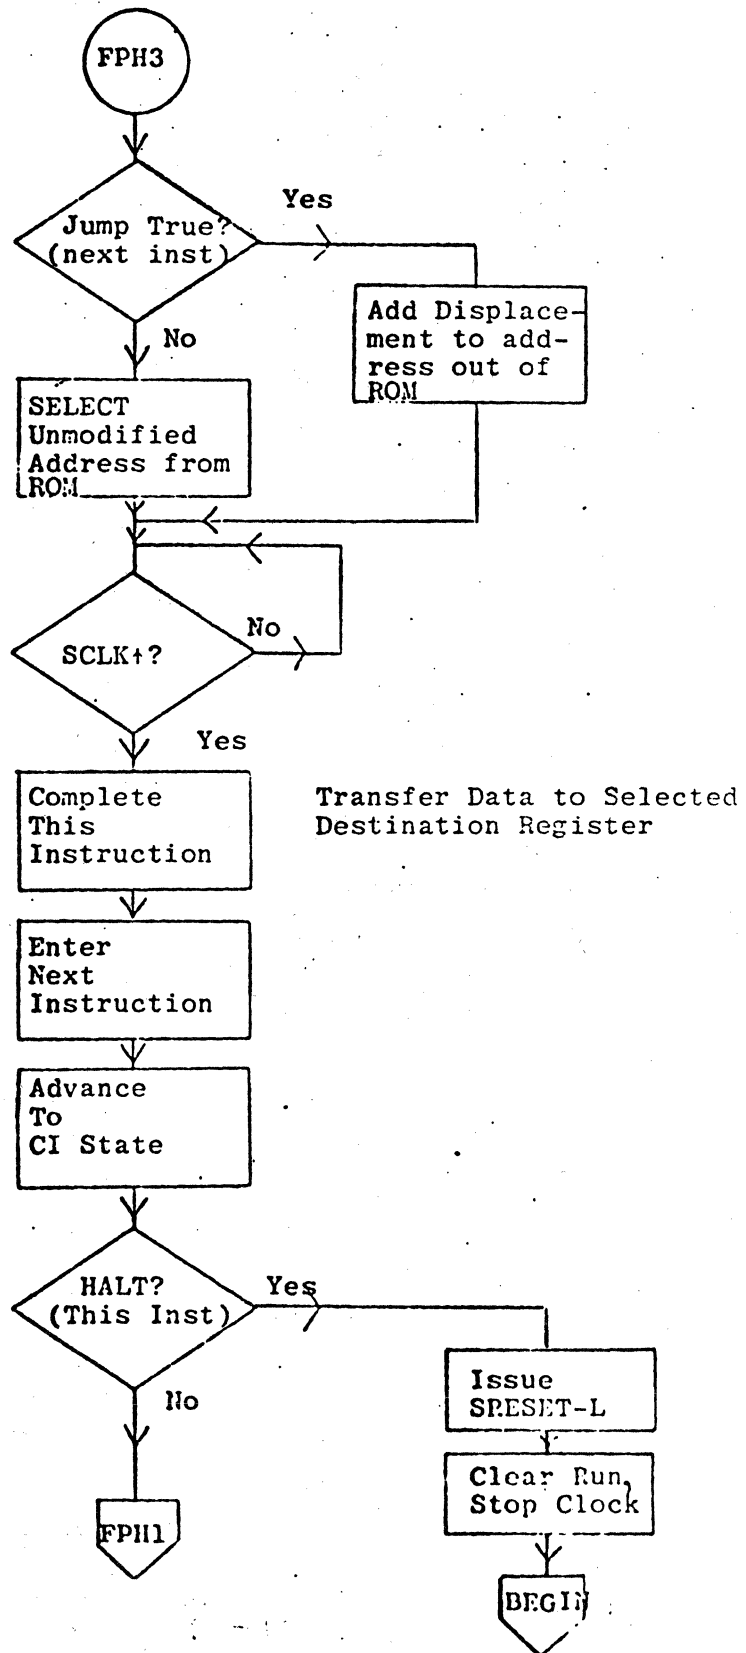 FPH3
Yes
Jump True?
(next inst)
Add Displace-
ment to add-
ress out of
ROM
No
SELECT
Unmodified
Address from
ROM
No
SCLK↑?
Yes
Complete
This
Instruction
Transfer Data to Selected
Destination Register
Enter
Next
Instruction
Advance
To
CI State
HALT?
(This Inst)
Yes
Issue
SRESET-L
No
Clear Run,
Stop Clock
FPH1
BEGIN